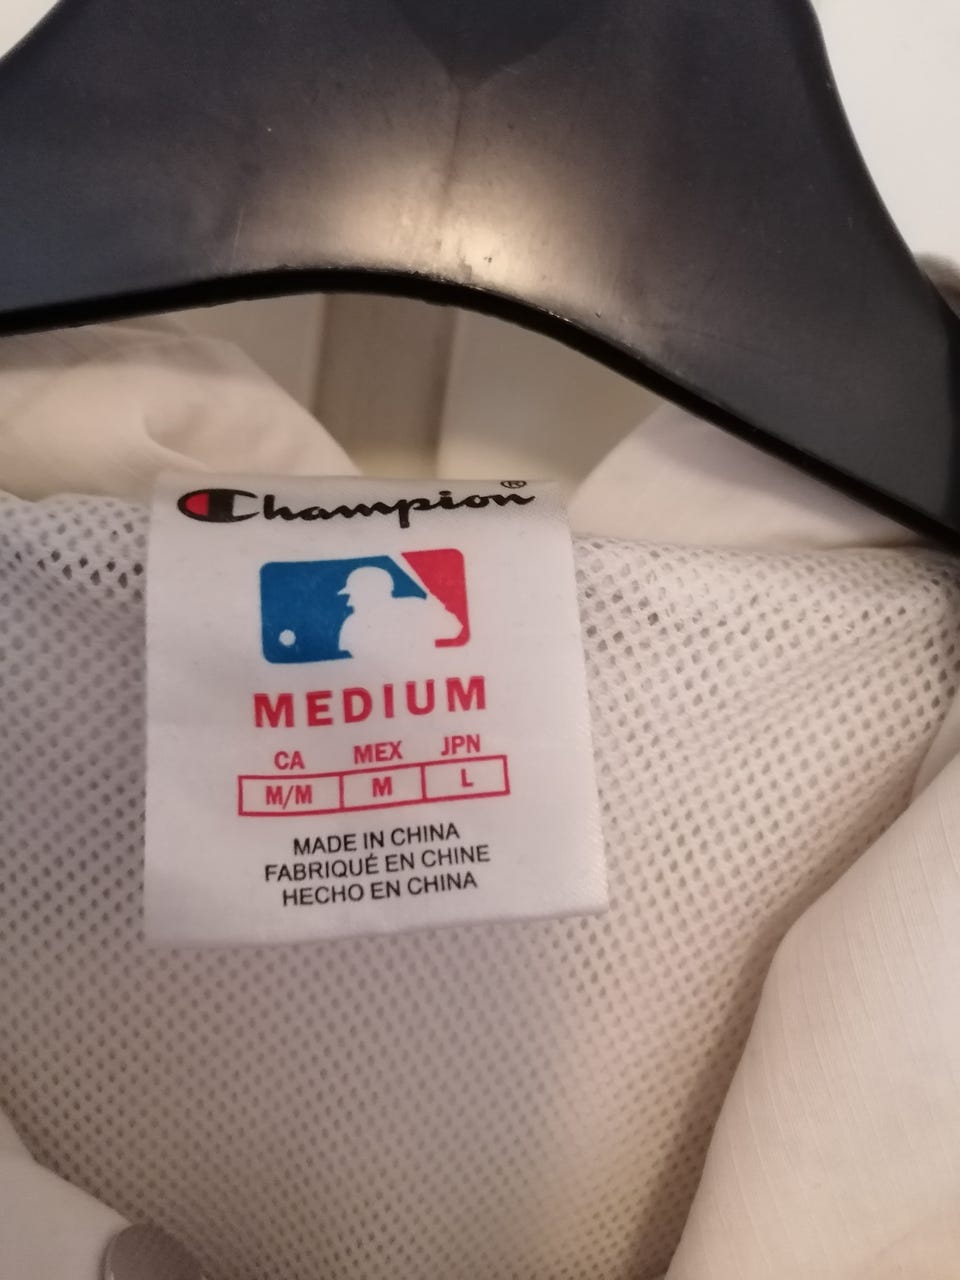 Champion®
MEDIUM
CA MEX JPN
M/M M L
MADE IN CHINA
FABRIQUÉ EN CHINE
HECHO EN CHINA